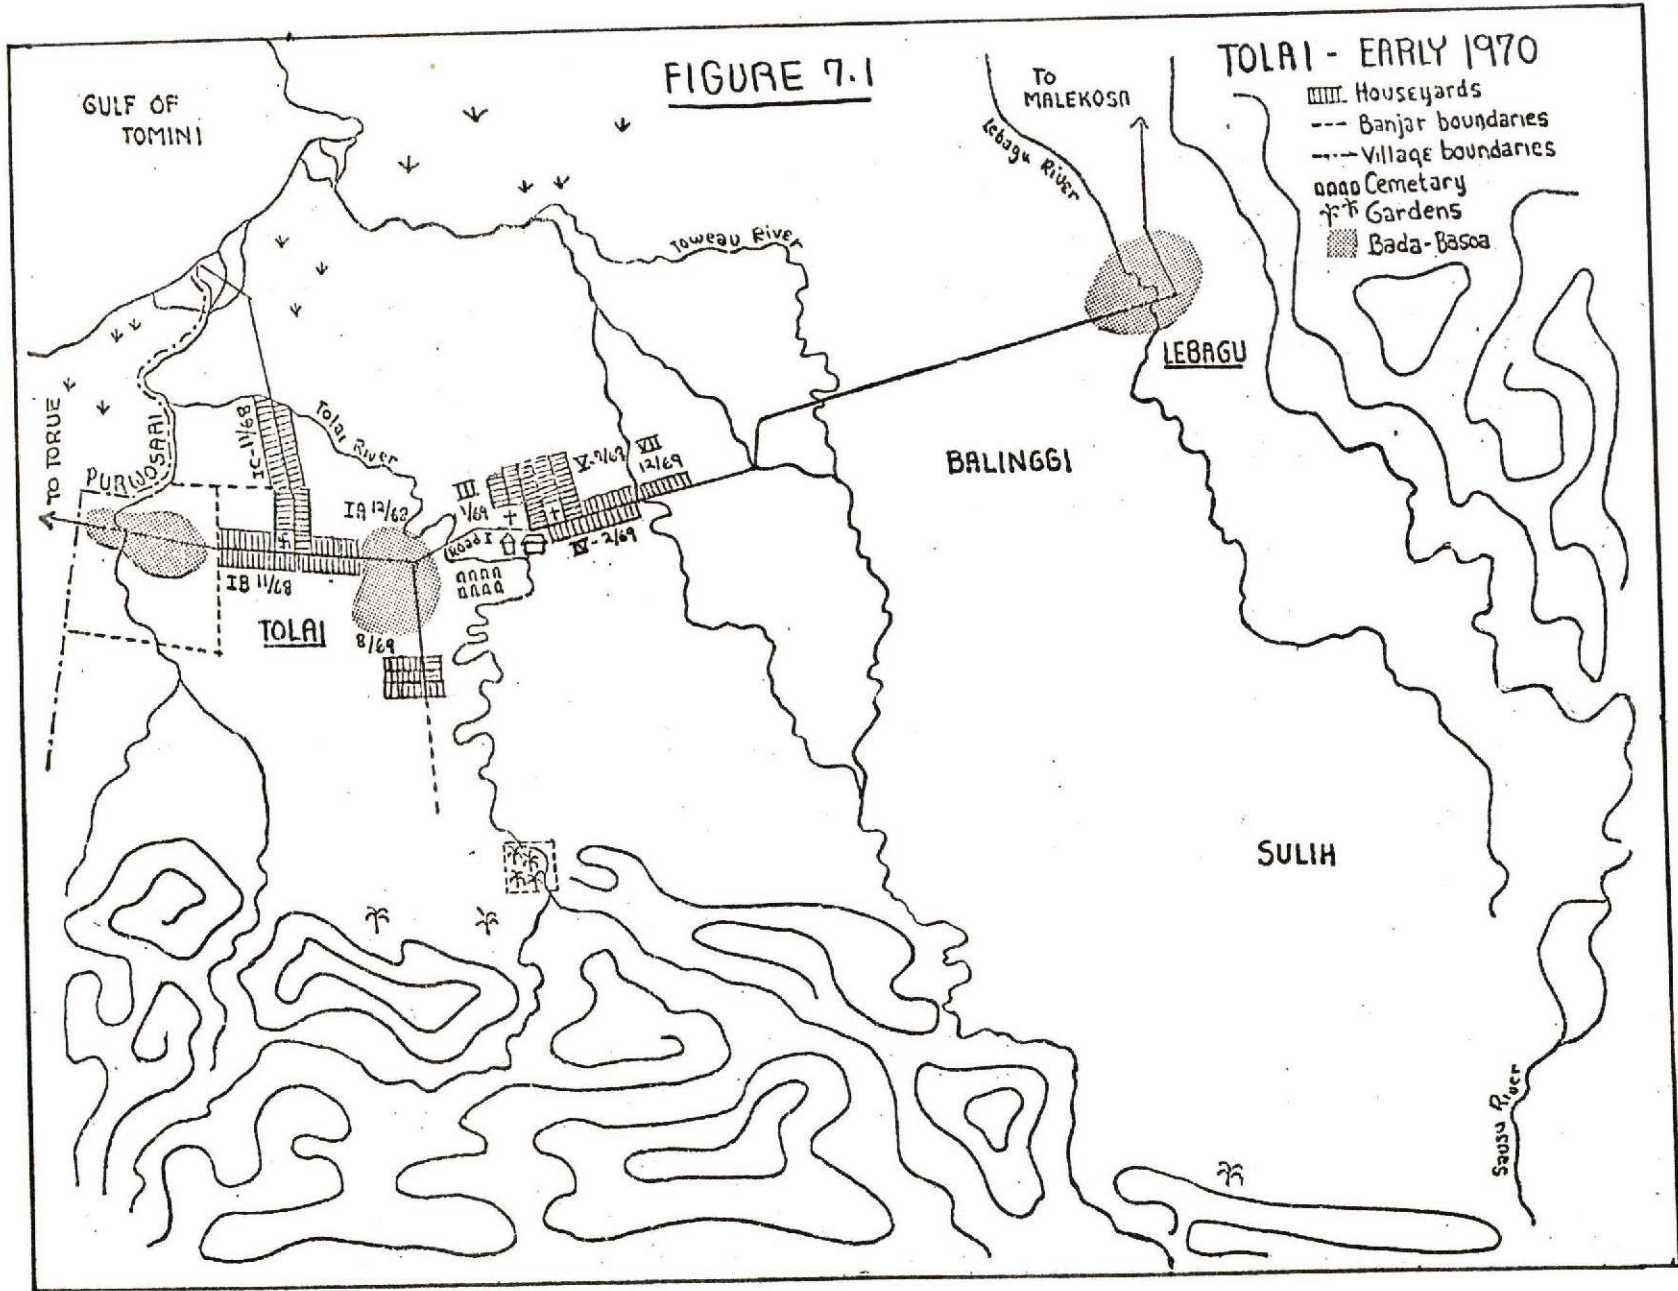 FIGURE 7.1
TOLAI - EARLY 1970
Houseyards
Banjar boundaries
Village boundaries
Cemetary
Gardens
Bada-Basoa
GULF OF
TOMINI
TO
MALEKOSA
Lebagu River
Toweau River
LEBAGU
TO TORUE
PURWOSARI
IC-11/68
Tolai River
IA 12/62
III
1/69
V-9/63
VII
12/69
Road I
IV-2/69
IB 11/68
TOLAI
8/69
BALINGGI
SULIH
Sausu River